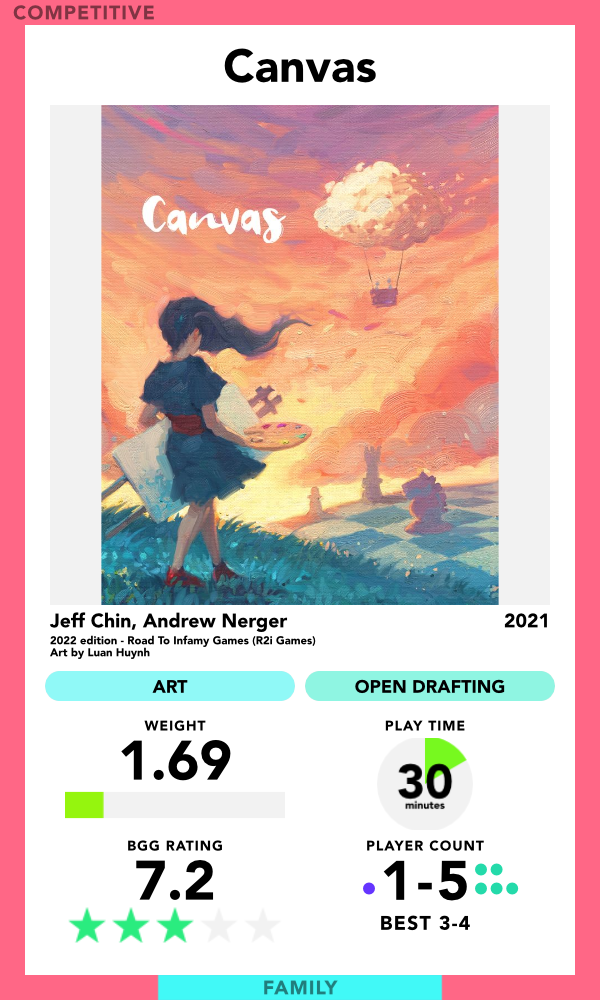 COMPETITIVE
Canvas
Canvas
Jeff Chin, Andrew Nerger 2021
2022 edition - Road To Infamy Games (R2i Games)
Art by Luan Huynh
ART OPEN DRAFTING
WEIGHT PLAY TIME
1.69 30
minutes
BGG RATING PLAYER COUNT
7.2 1-5
BEST 3-4
FAMILY